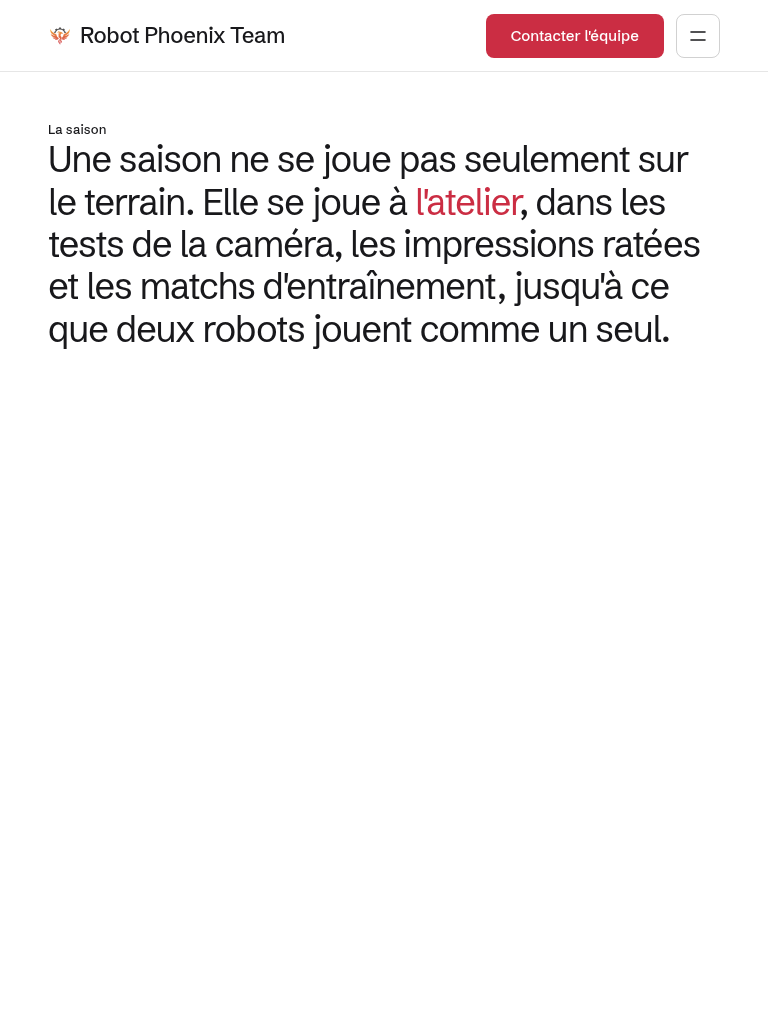 Robot Phoenix Team
Contacter l'équipe
La saison
Une saison ne se joue pas seulement sur
le terrain. Elle se joue à l'atelier, dans les
tests de la caméra, les impressions ratées
et les matchs d'entraînement, jusqu'à ce
que deux robots jouent comme un seul.